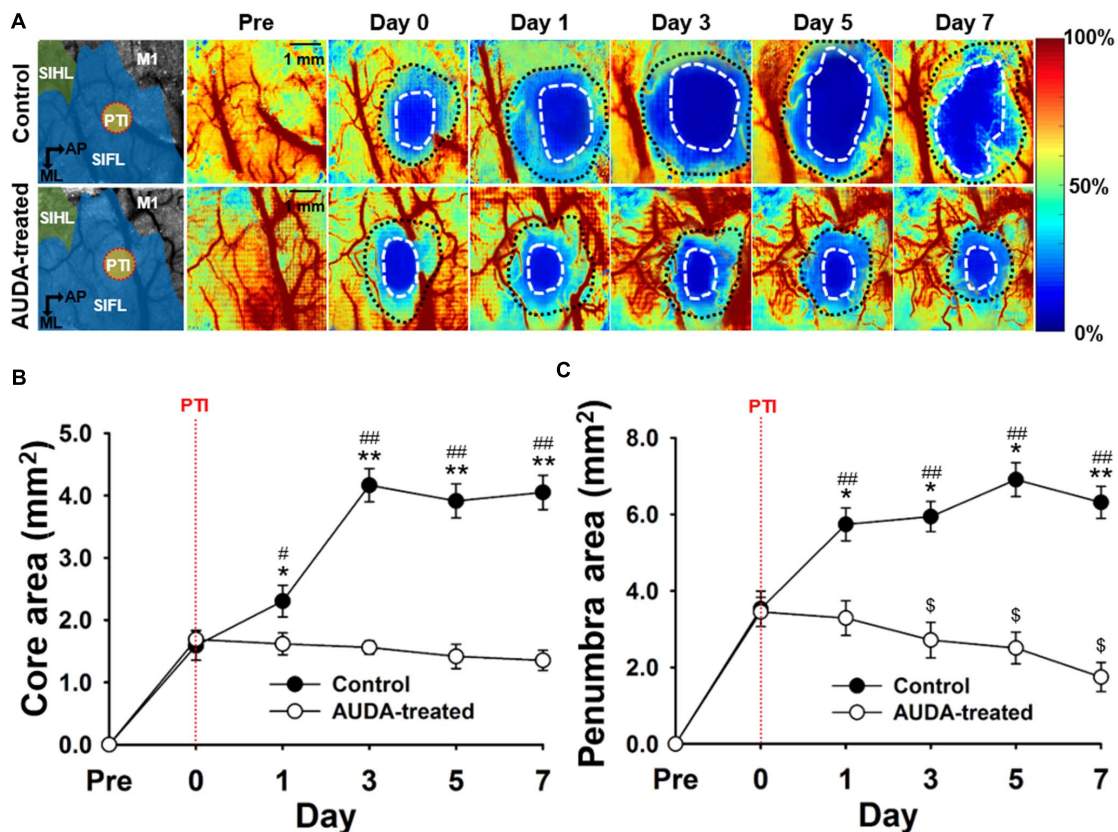 A
Pre Day 0 Day 1 Day 3 Day 5 Day 7
Control
SIHL
M1
PTI
AP
SIFL
ML
1 mm
100%
50%
0%
AUDA-treated
SIHL
M1
PTI
AP
SIFL
ML
1 mm
B
PTI
Core area (mm²)
5.0
4.0
3.0
2.0
1.0
0.0
#
*
##
**
##
**
##
**
Control
AUDA-treated
Pre 0 1 3 5 7
Day
C
PTI
Penumbra area (mm²)
8.0
6.0
4.0
2.0
0.0
##
*
##
*
##
*
##
**
$
$
$
Control
AUDA-treated
Pre 0 1 3 5 7
Day